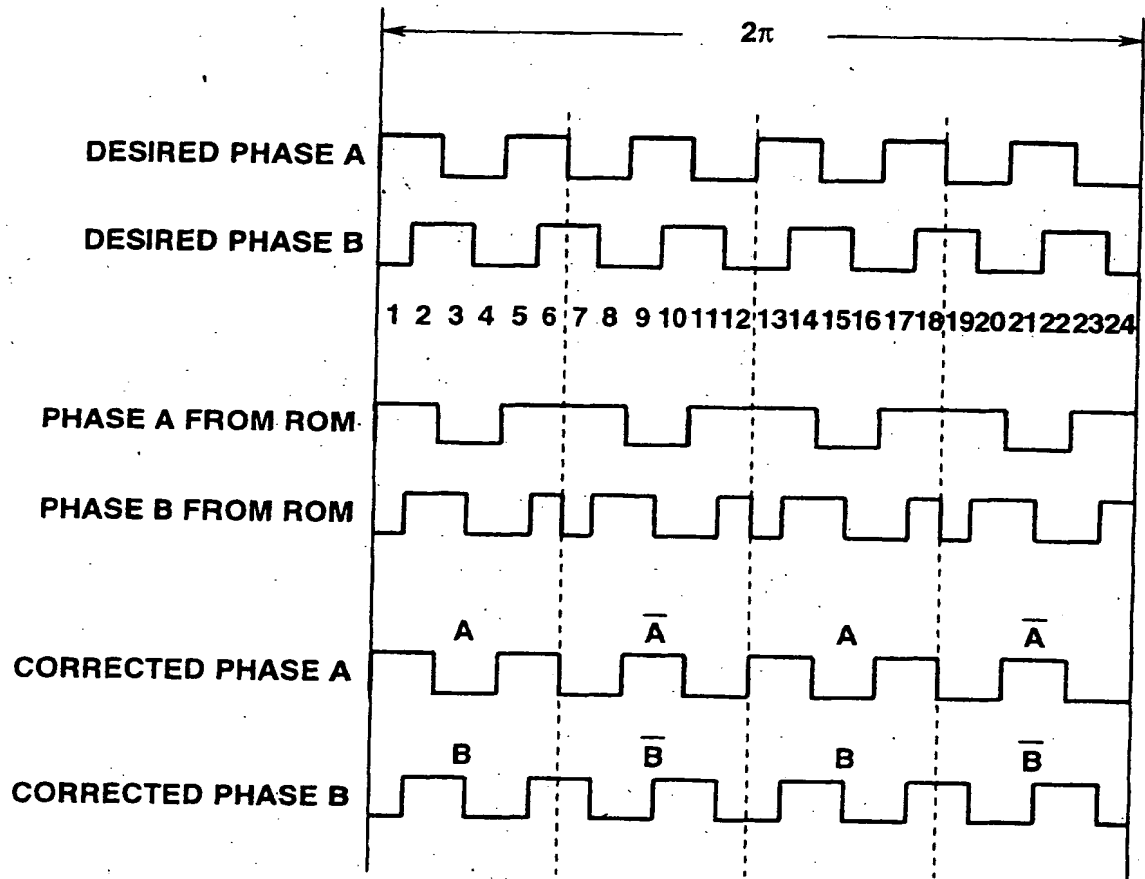 2π
DESIRED PHASE A
DESIRED PHASE B
1 2 3 4 5 6 7 8 9 10 11 12 13 14 15 16 17 18 19 20 21 22 23 24
PHASE A FROM ROM
PHASE B FROM ROM
A A̅ A A̅
CORRECTED PHASE A
B B̅ B B̅
CORRECTED PHASE B